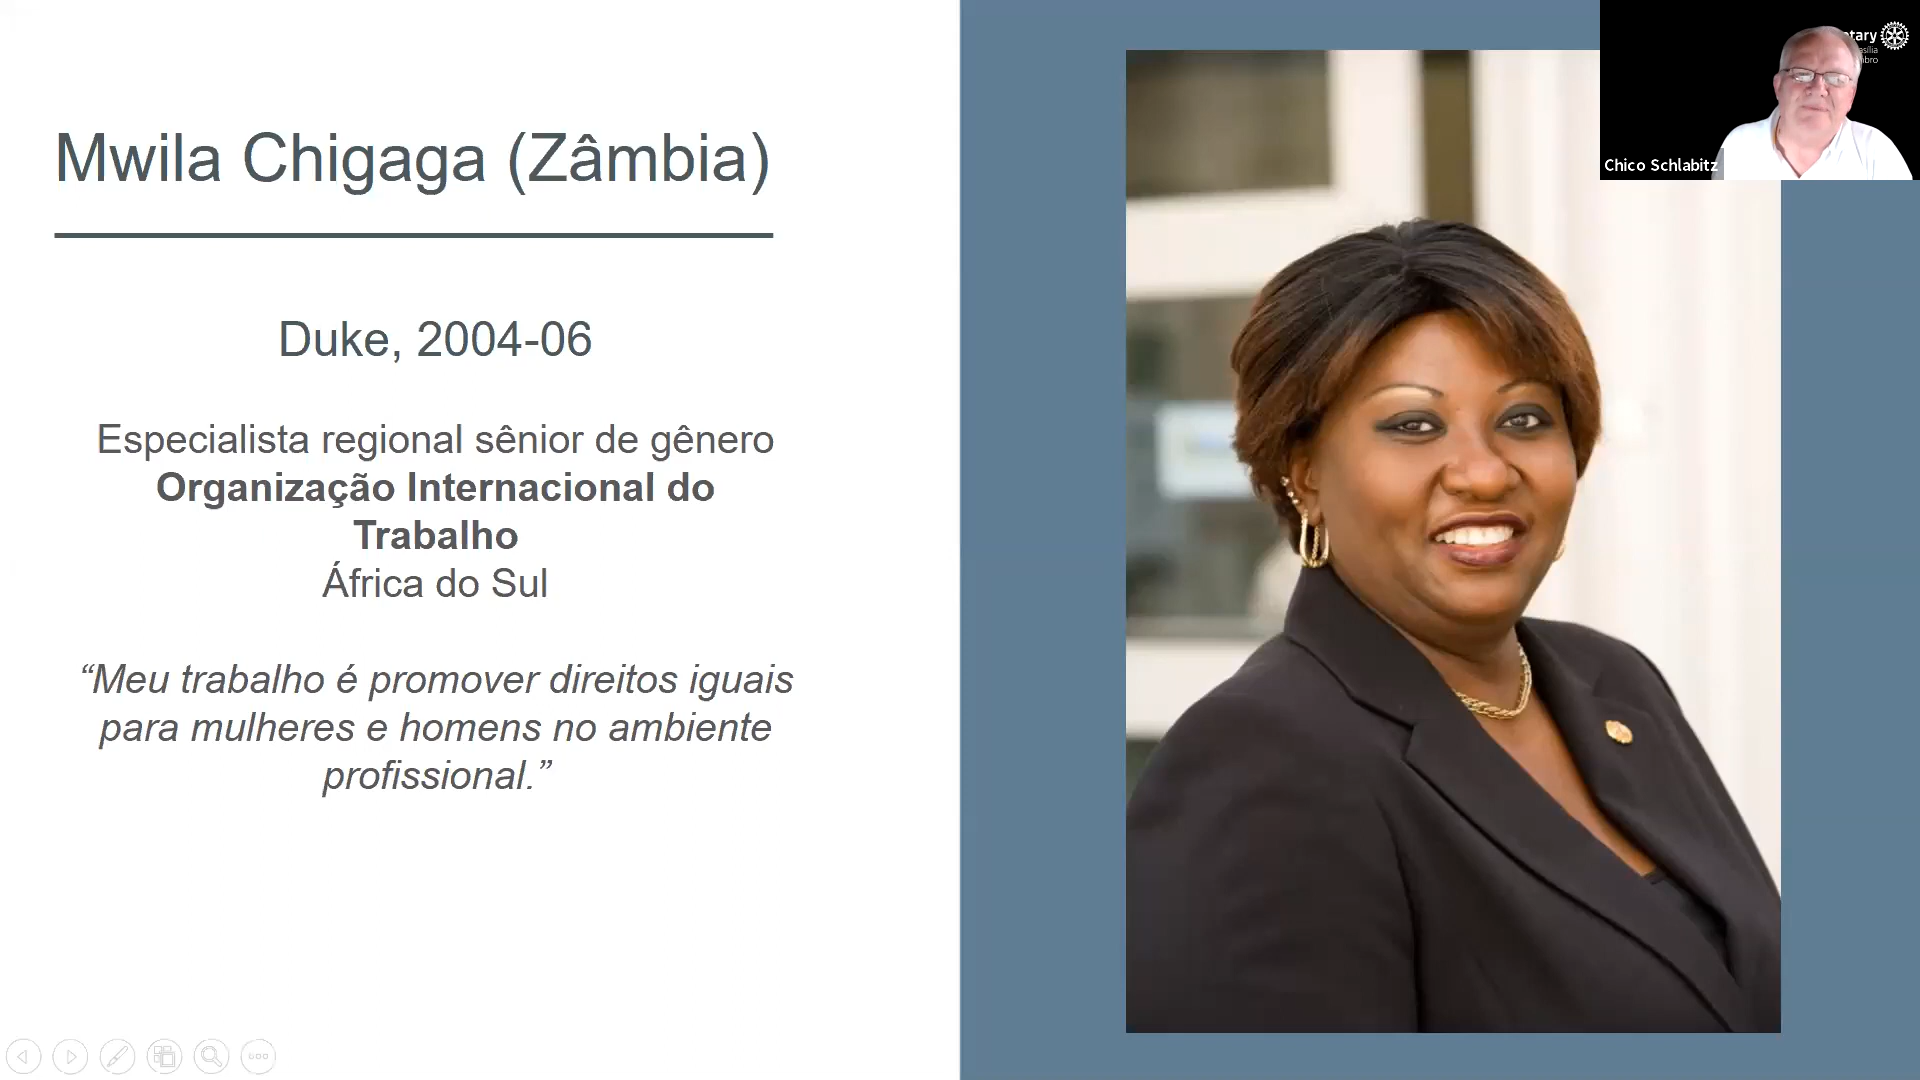 Mwila Chigaga (Zâmbia)
Duke, 2004-06
Especialista regional sênior de gênero
Organização Internacional do
Trabalho
África do Sul
“Meu trabalho é promover direitos iguais
para mulheres e homens no ambiente
profissional.”
Chico Schlabitz